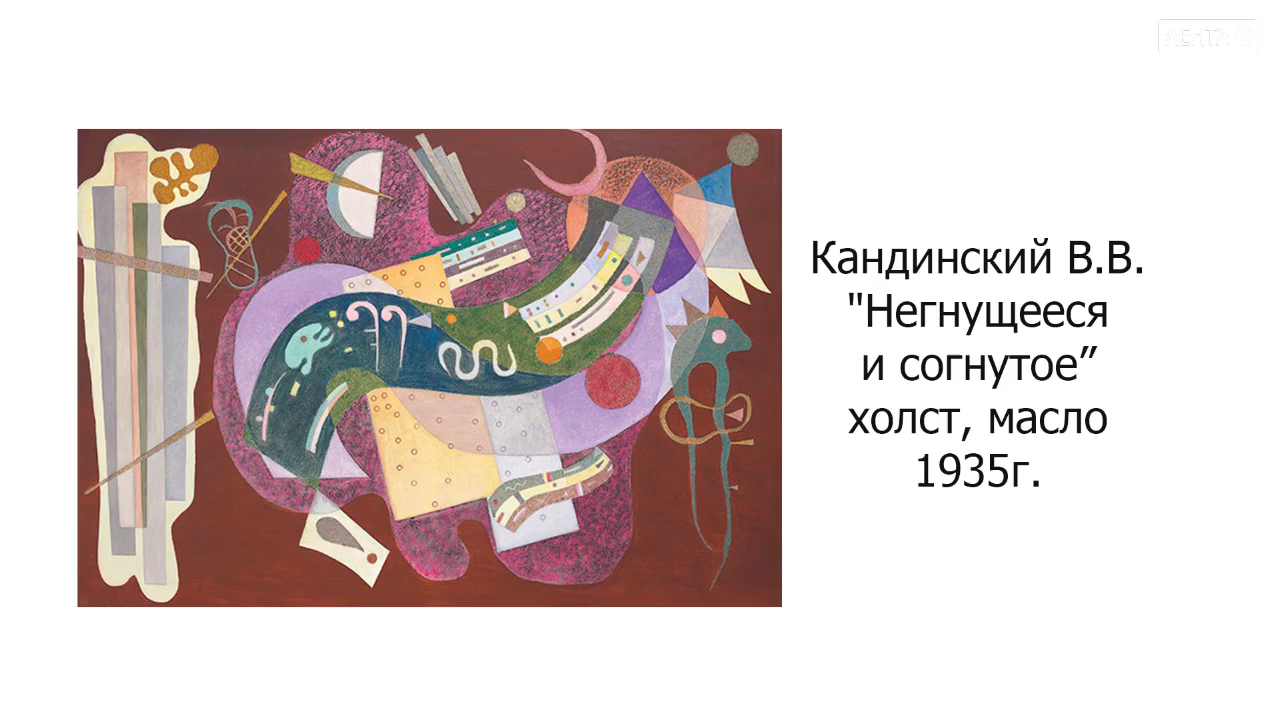 Кандинский В.В.
"Негнущееся
и согнутое”
холст, масло
1935г.